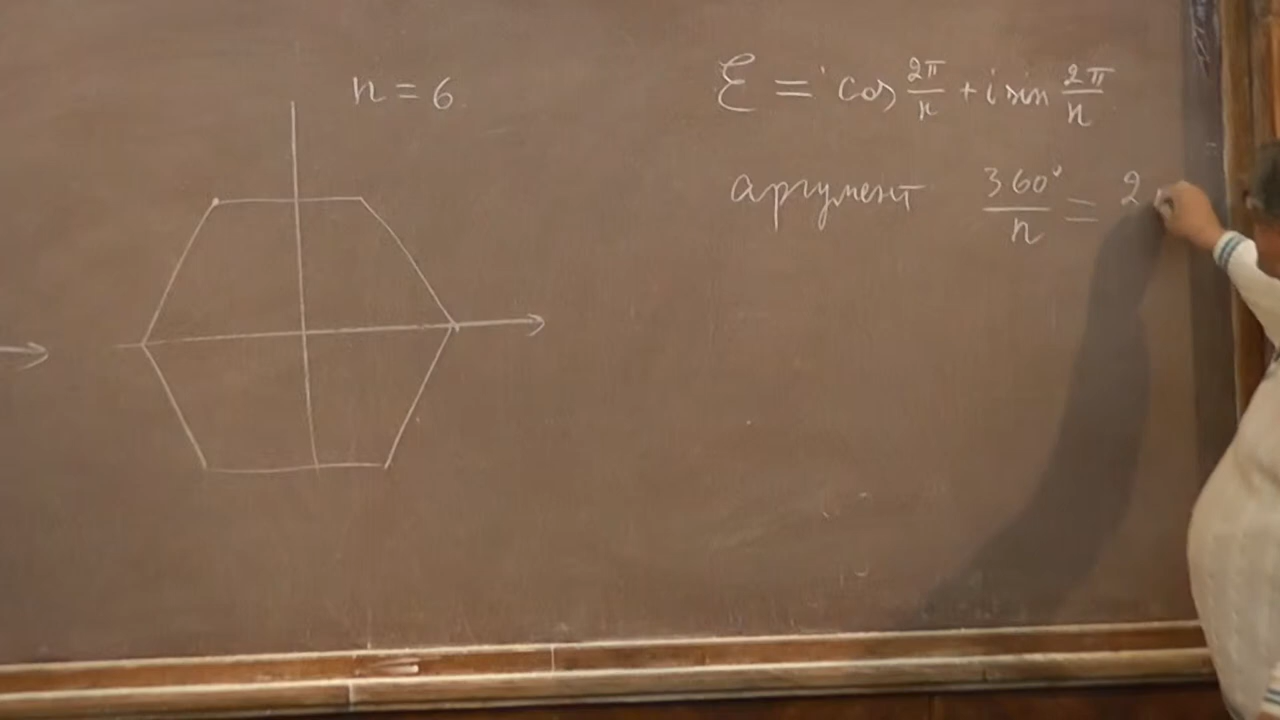 n = 6
Ɛ = cos 2π/n + i sin 2π/n
аргумент 360°/n = 2